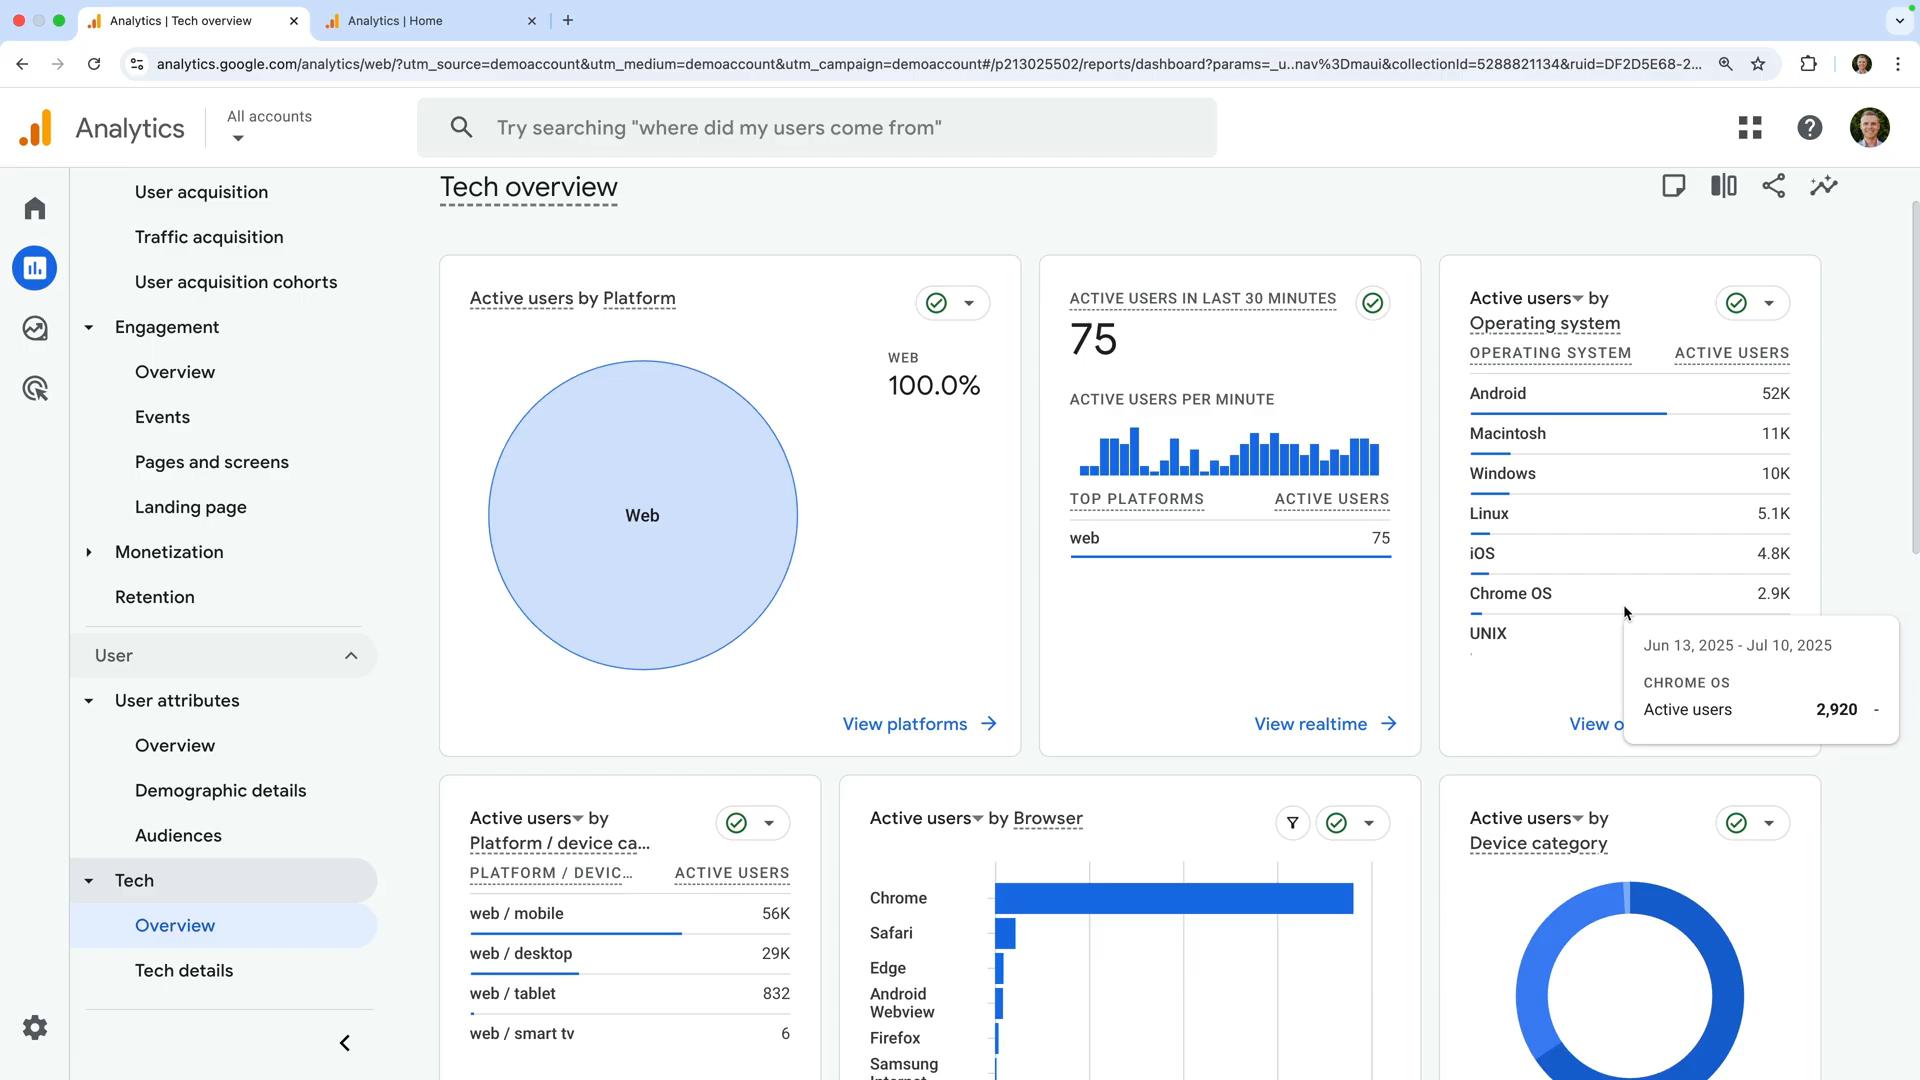 Analytics | Tech overview
Analytics | Home
analytics.google.com/analytics/web/?utm_source=demoaccount&utm_medium=demoaccount&utm_campaign=demoaccount#/p213025502/reports/dashboard?params=_u..nav%3Dmaui&collectionId=5288821134&ruid=DF2D5E68-2...
Analytics
All accounts
Try searching "where did my users come from"
User acquisition
Traffic acquisition
User acquisition cohorts
Engagement
Overview
Events
Pages and screens
Landing page
Monetization
Retention
User
User attributes
Overview
Demographic details
Audiences
Tech
Overview
Tech details
Tech overview
Active users by Platform
WEB
100.0%
Web
View platforms
ACTIVE USERS IN LAST 30 MINUTES
75
ACTIVE USERS PER MINUTE
TOP PLATFORMS ACTIVE USERS
web 75
View realtime
Active users by
Operating system
OPERATING SYSTEM ACTIVE USERS
Android 52K
Macintosh 11K
Windows 10K
Linux 5.1K
iOS 4.8K
Chrome OS 2.9K
UNIX
View o
Jun 13, 2025 - Jul 10, 2025
CHROME OS
Active users 2,920 -
Active users by
Platform / device ca...
PLATFORM / DEVIC... ACTIVE USERS
web / mobile 56K
web / desktop 29K
web / tablet 832
web / smart tv 6
Active users by Browser
Chrome
Safari
Edge
Android
Webview
Firefox
Samsung
Internet
Active users by
Device category